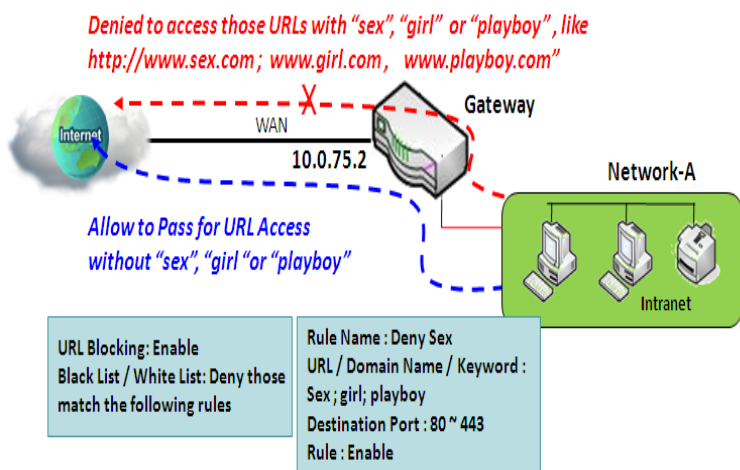 Denied to access those URLs with “sex”, “girl” or “playboy” , like
http://www.sex.com ; www.girl.com , www.playboy.com”
Gateway
Internet
WAN
10.0.75.2
Network-A
Allow to Pass for URL Access
without “sex”, “girl “or “playboy”
Intranet
URL Blocking: Enable
Black List / White List: Deny those
match the following rules
Rule Name : Deny Sex
URL / Domain Name / Keyword :
Sex ; girl; playboy
Destination Port : 80 ~ 443
Rule : Enable